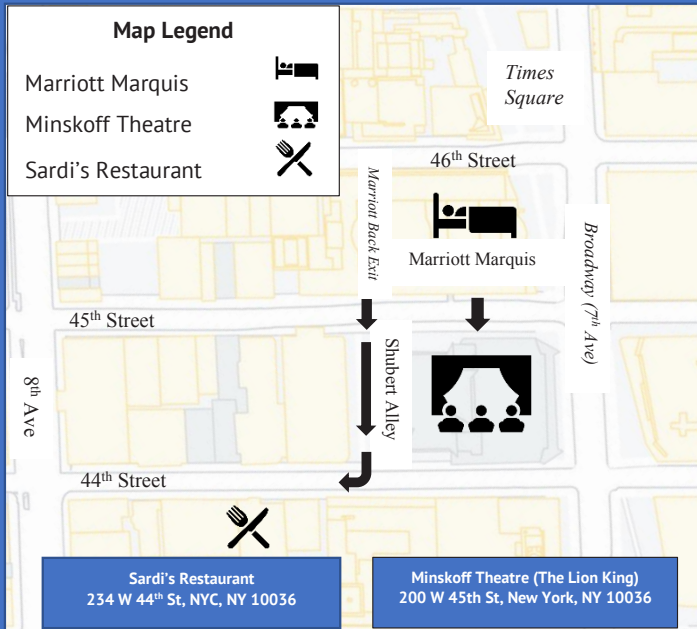 Map Legend
Marriott Marquis
Minskoff Theatre
Sardi's Restaurant
Times
Square
46th Street
Marriott Back Exit
Marriott Marquis
Broadway (7th Ave)
45th Street
Shubert Alley
8th Ave
44th Street
Sardi's Restaurant
234 W 44th St, NYC, NY 10036
Minskoff Theatre (The Lion King)
200 W 45th St, New York, NY 10036